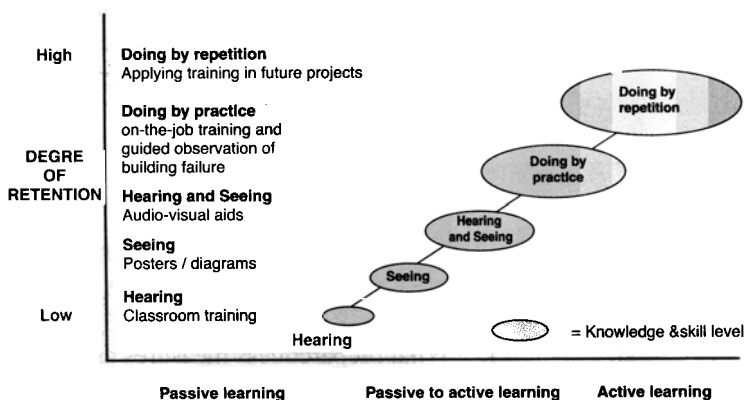 High
DEGRE
OF
RETENTION
Low
Doing by repetition
Applying training in future projects
Doing by practice
on-the-job training and
guided observation of
building failure
Hearing and Seeing
Audio-visual aids
Seeing
Posters / diagrams
Hearing
Classroom training
Doing by
repetition
Doing by
practice
Hearing
and Seeing
Seeing
Hearing
= Knowledge &skill level
Passive learning
Passive to active learning
Active learning